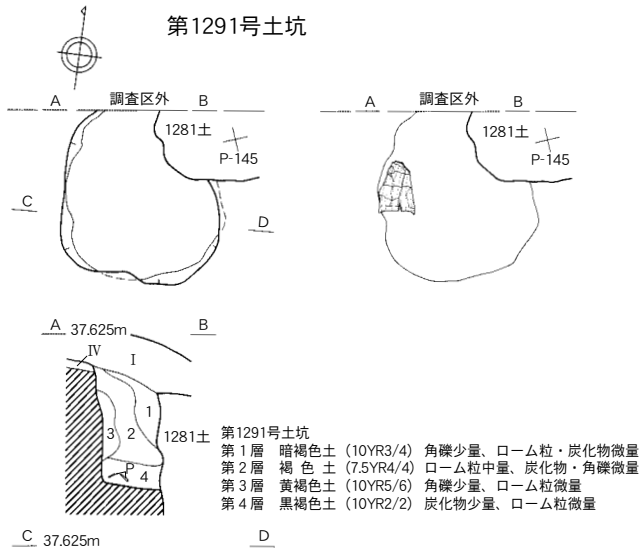 第1291号土坑
A 調査区外 B
1281土
P-145
C
D
A 調査区外 B
1281土
P-145
A 37.625m B
Ⅳ
Ⅰ
1
2
3
1281土
P
4
第1291号土坑
第1層 暗褐色土(10YR3/4) 角礫少量、ローム粒・炭化物微量
第2層 褐色土(7.5YR4/4) ローム粒中量、炭化物・角礫微量
第3層 黄褐色土(10YR5/6) 角礫少量、ローム粒微量
第4層 黒褐色土(10YR2/2) 炭化物少量、ローム粒微量
C 37.625m D